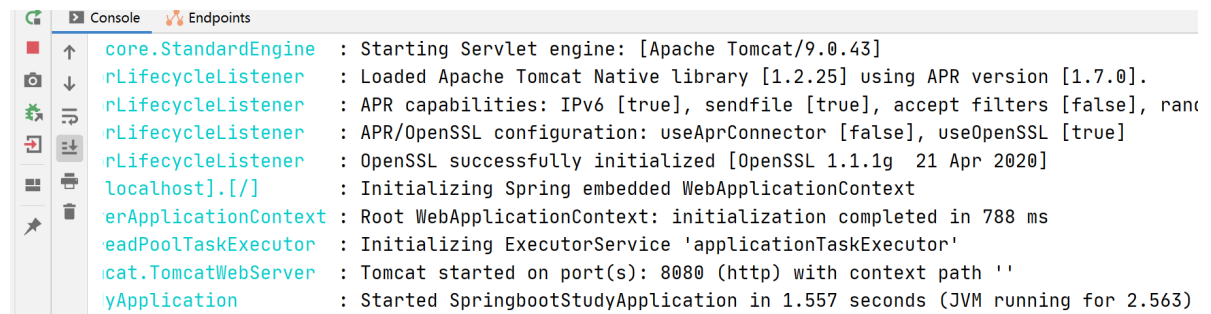 Console Endpoints
core.StandardEngine : Starting Servlet engine: [Apache Tomcat/9.0.43]
rLifecycleListener : Loaded Apache Tomcat Native library [1.2.25] using APR version [1.7.0].
rLifecycleListener : APR capabilities: IPv6 [true], sendfile [true], accept filters [false], rand
rLifecycleListener : APR/OpenSSL configuration: useAprConnector [false], useOpenSSL [true]
rLifecycleListener : OpenSSL successfully initialized [OpenSSL 1.1.1g  21 Apr 2020]
localhost].[/] : Initializing Spring embedded WebApplicationContext
erApplicationContext : Root WebApplicationContext: initialization completed in 788 ms
eadPoolTaskExecutor : Initializing ExecutorService 'applicationTaskExecutor'
cat.TomcatWebServer : Tomcat started on port(s): 8080 (http) with context path ''
yApplication : Started SpringbootStudyApplication in 1.557 seconds (JVM running for 2.563)